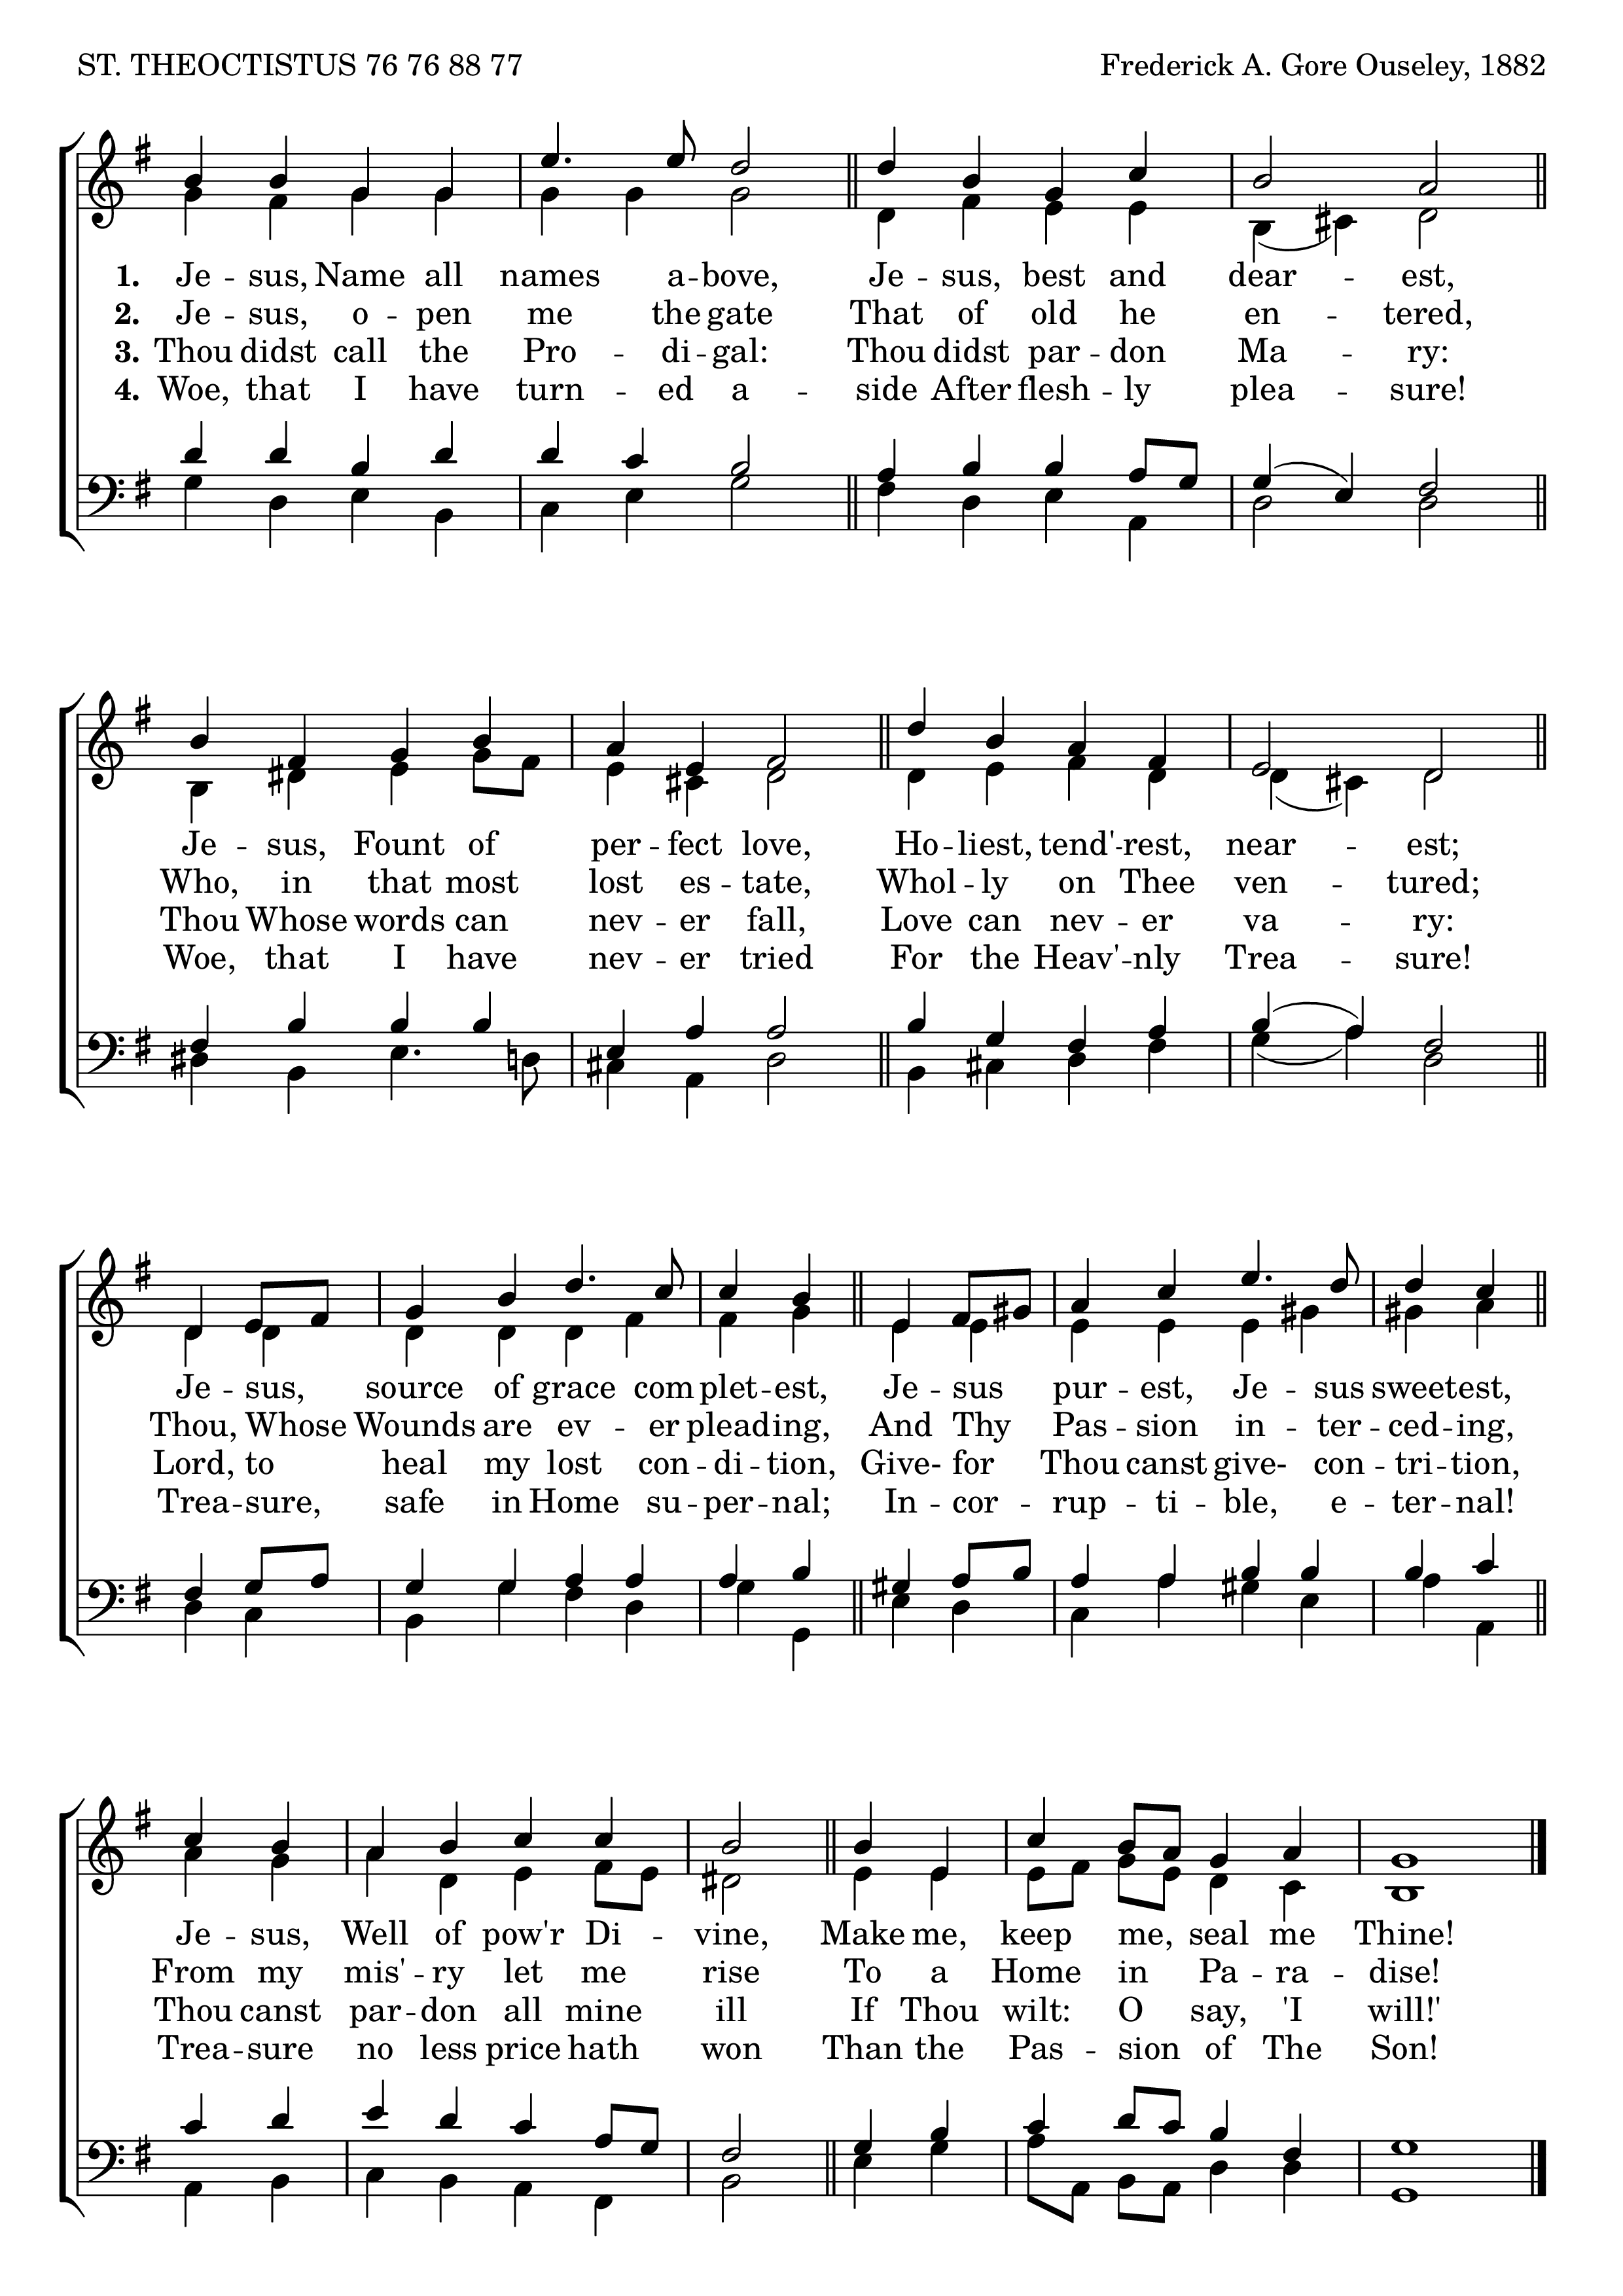 ST. THEOCTISTUS 76 76 88 77
Frederick A. Gore Ouseley, 1882
1. Je -- sus, Name all names a -- bove, Je -- sus, best and dear -- est,
2. Je -- sus, o -- pen me the gate That of old he en -- tered,
3. Thou didst call the Pro -- di -- gal: Thou didst par -- don Ma -- ry:
4. Woe, that I have turn -- ed a -- side After flesh -- ly plea -- sure!
Je -- sus, Fount of per -- fect love, Ho -- liest, tend' -- rest, near -- est;
Who, in that most lost es -- tate, Whol -- ly on Thee ven -- tured;
Thou Whose words can nev -- er fall, Love can nev -- er va -- ry:
Woe, that I have nev -- er tried For the Heav' -- nly Trea -- sure!
Je -- sus, source of grace com plet -- est, Je -- sus pur -- est, Je -- sus sweetest,
Thou, Whose Wounds are ev -- er pleading, And Thy Pas -- sion in -- ter -- ced -- ing,
Lord, to heal my lost con -- di -- tion, Give- for Thou canst give- con -- tri -- tion,
Trea -- sure, safe in Home su -- per -- nal; In -- cor -- rup -- ti -- ble, e -- ter -- nal!
Je -- sus, Well of pow'r Di -- vine, Make me, keep me, seal me Thine!
From my mis' -- ry let me rise To a Home in Pa -- ra -- dise!
Thou canst par -- don all mine ill If Thou wilt: O say, 'I will!'
Trea -- sure no less price hath won Than the Pas -- sion of The Son!